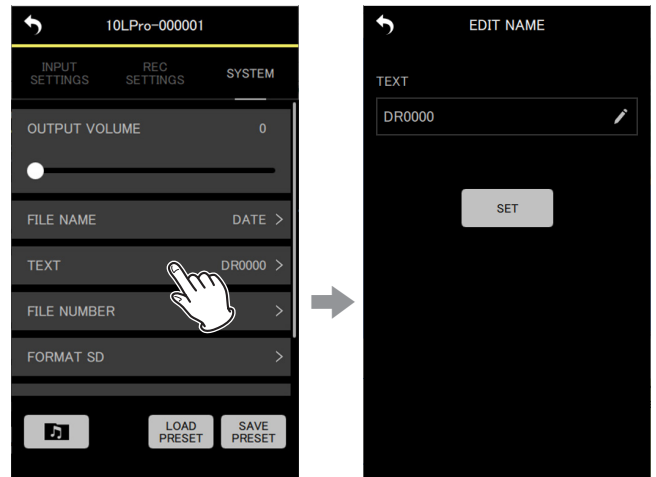 10LPro-000001
INPUT
SETTINGS
REC
SETTINGS
SYSTEM
OUTPUT VOLUME 0
FILE NAME DATE >
TEXT DR0000 >
FILE NUMBER >
FORMAT SD >
LOAD
PRESET
SAVE
PRESET
EDIT NAME
TEXT
DR0000
SET